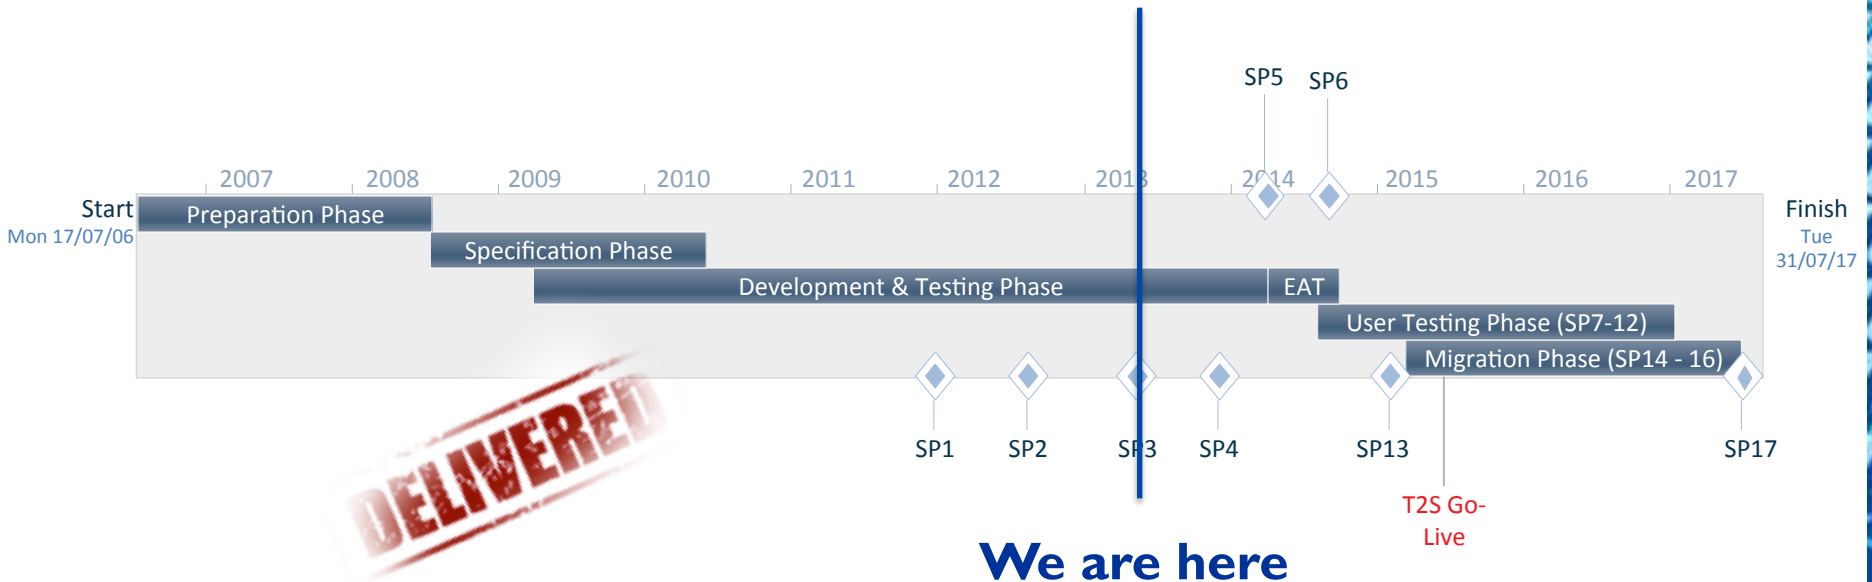 SP5
SP6
2007
2008
2009
2010
2011
2012
2013
2014
2015
2016
2017
Start
Mon 17/07/06
Preparation Phase
Finish
Tue
31/07/17
Specification Phase
Development & Testing Phase
EAT
User Testing Phase (SP7-12)
Migration Phase (SP14 - 16)
DELIVERED
SP1
SP2
SP3
SP4
SP13
SP17
T2S Go-
Live
We are here